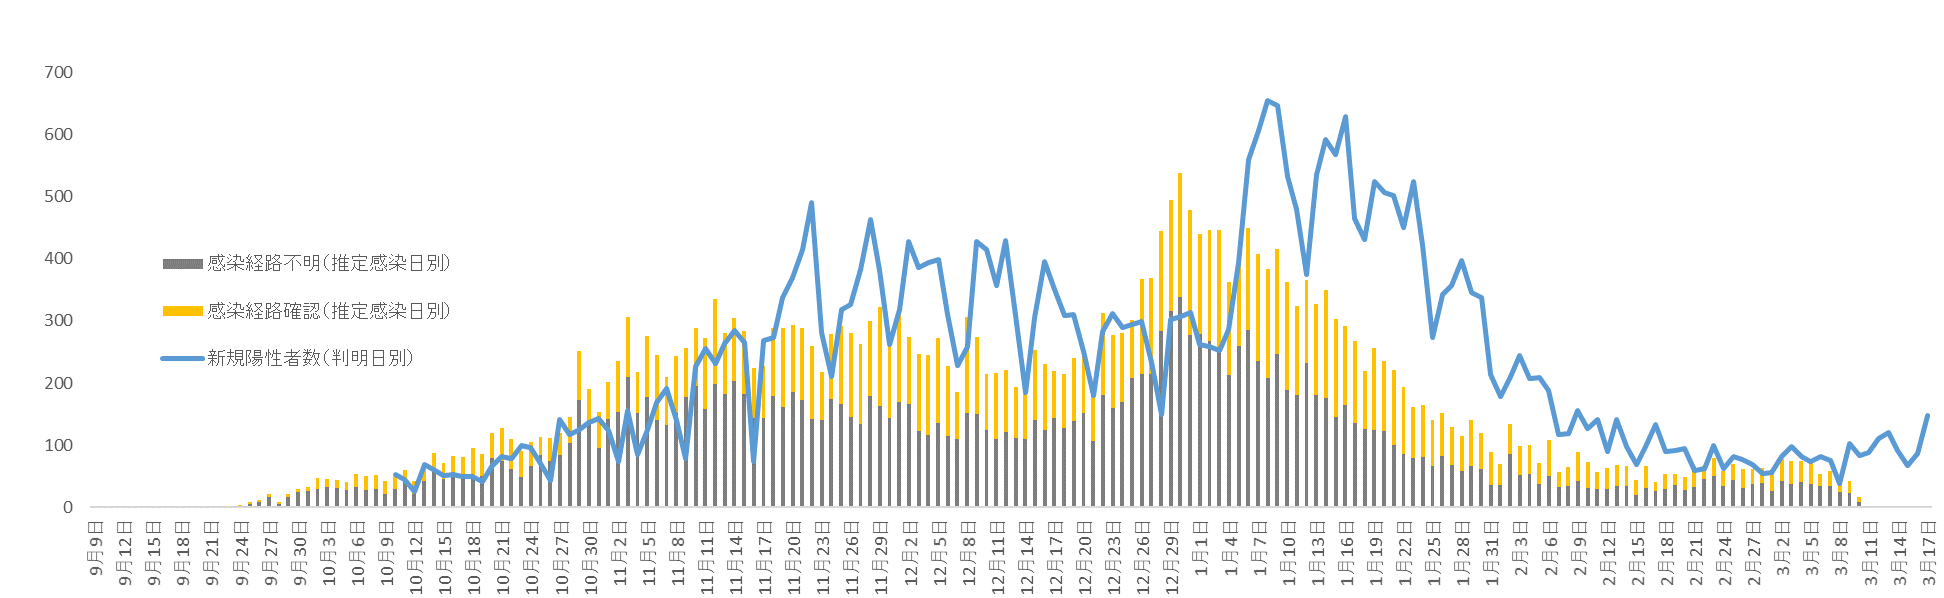 700
600
500
400
300
200
100
0
感染経路不明(推定感染日別)
感染経路確認(推定感染日別)
新規陽性者数(判明日別)
9月9日
9月12日
9月15日
9月18日
9月21日
9月24日
9月27日
9月30日
10月3日
10月6日
10月9日
10月12日
10月15日
10月18日
10月21日
10月24日
10月27日
10月30日
11月2日
11月5日
11月8日
11月11日
11月14日
11月17日
11月20日
11月23日
11月26日
11月29日
12月2日
12月5日
12月8日
12月11日
12月14日
12月17日
12月20日
12月23日
12月26日
12月29日
1月1日
1月4日
1月7日
1月10日
1月13日
1月16日
1月19日
1月22日
1月25日
1月28日
1月31日
2月3日
2月6日
2月9日
2月12日
2月15日
2月18日
2月21日
2月24日
2月27日
3月2日
3月5日
3月8日
3月11日
3月14日
3月17日